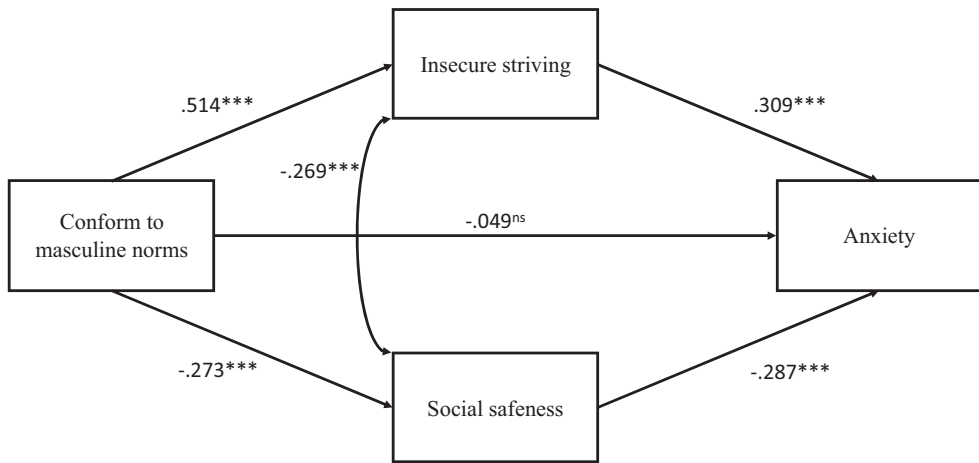 Insecure striving
.514***
.309***
-.269***
Conform to
masculine norms
-.049ns
Anxiety
-.273***
-.287***
Social safeness